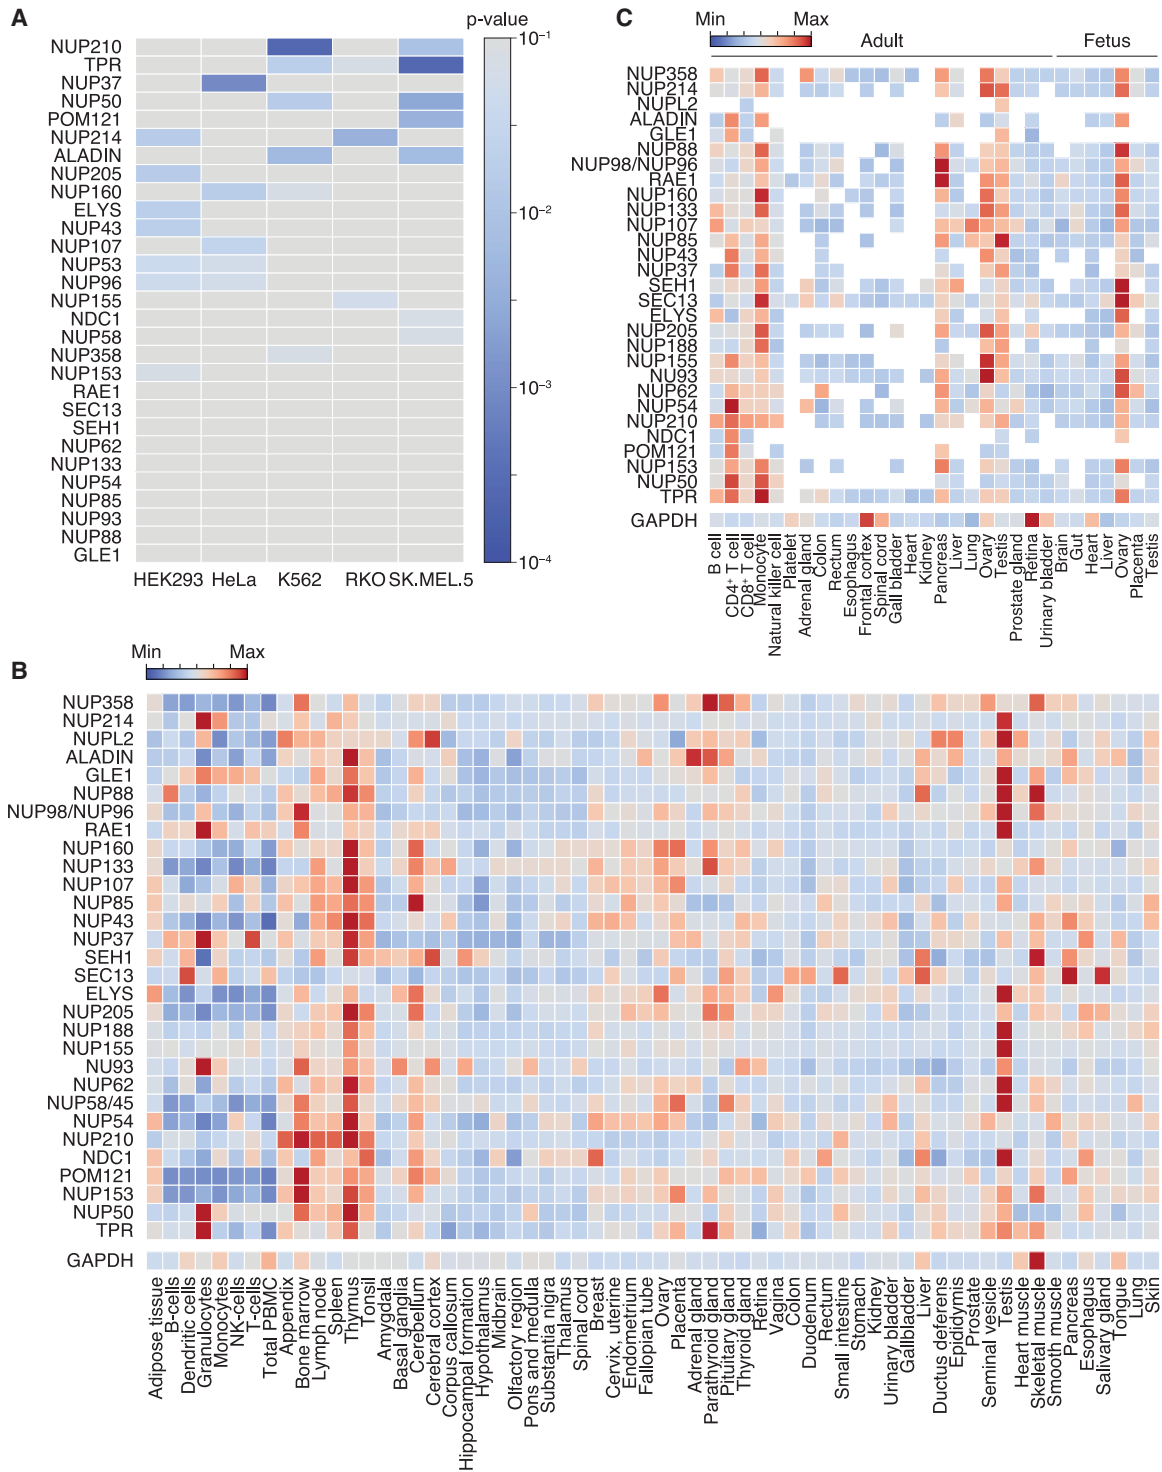 A
p-value
NUP210
TPR
NUP37
NUP50
POM121
NUP214
ALADIN
NUP205
NUP160
ELYS
NUP43
NUP107
NUP53
NUP96
NUP155
NDC1
NUP58
NUP358
NUP153
RAE1
SEC13
SEH1
NUP62
NUP133
NUP54
NUP85
NUP93
NUP88
GLE1
HEK293 HeLa K562 RKO SK.MEL.5
10⁻¹
10⁻²
10⁻³
10⁻⁴
C
Min Max
Adult Fetus
NUP358
NUP214
NUPL2
ALADIN
GLE1
NUP88
NUP98/NUP96
RAE1
NUP160
NUP133
NUP107
NUP85
NUP43
NUP37
SEH1
SEC13
ELYS
NUP205
NUP188
NUP155
NU93
NUP62
NUP54
NUP210
NDC1
POM121
NUP153
NUP50
TPR
GAPDH
B cell
CD4⁺ T cell
CD8⁺ T cell
Monocyte
Natural killer cell
Platelet
Adrenal gland
Colon
Rectum
Esophagus
Frontal cortex
Spinal cord
Gall bladder
Heart
Kidney
Pancreas
Liver
Lung
Ovary
Testis
Prostate gland
Retina
Urinary bladder
Brain
Gut
Heart
Liver
Ovary
Placenta
Testis
B
Min Max
NUP358
NUP214
NUPL2
ALADIN
GLE1
NUP88
NUP98/NUP96
RAE1
NUP160
NUP133
NUP107
NUP85
NUP43
NUP37
SEH1
SEC13
ELYS
NUP205
NUP188
NUP155
NU93
NUP62
NUP58/45
NUP54
NUP210
NDC1
POM121
NUP153
NUP50
TPR
GAPDH
Adipose tissue
B-cells
Dendritic cells
Granulocytes
Monocytes
NK-cells
T-cells
Total PBMC
Appendix
Bone marrow
Lymph node
Spleen
Thymus
Tonsil
Amygdala
Basal ganglia
Cerebellum
Cerebral cortex
Corpus callosum
Hippocampal formation
Hypothalamus
Midbrain
Olfactory region
Pons and medulla
Substantia nigra
Thalamus
Spinal cord
Breast
Cervix, uterine
Endometrium
Fallopian tube
Ovary
Placenta
Adrenal gland
Parathyroid gland
Pituitary gland
Thyroid gland
Retina
Vagina
Colon
Duodenum
Rectum
Small intestine
Stomach
Kidney
Urinary bladder
Gallbladder
Liver
Ductus deferens
Epididymis
Prostate
Seminal vesicle
Testis
Heart muscle
Skeletal muscle
Smooth muscle
Pancreas
Esophagus
Salivary gland
Tongue
Lung
Skin